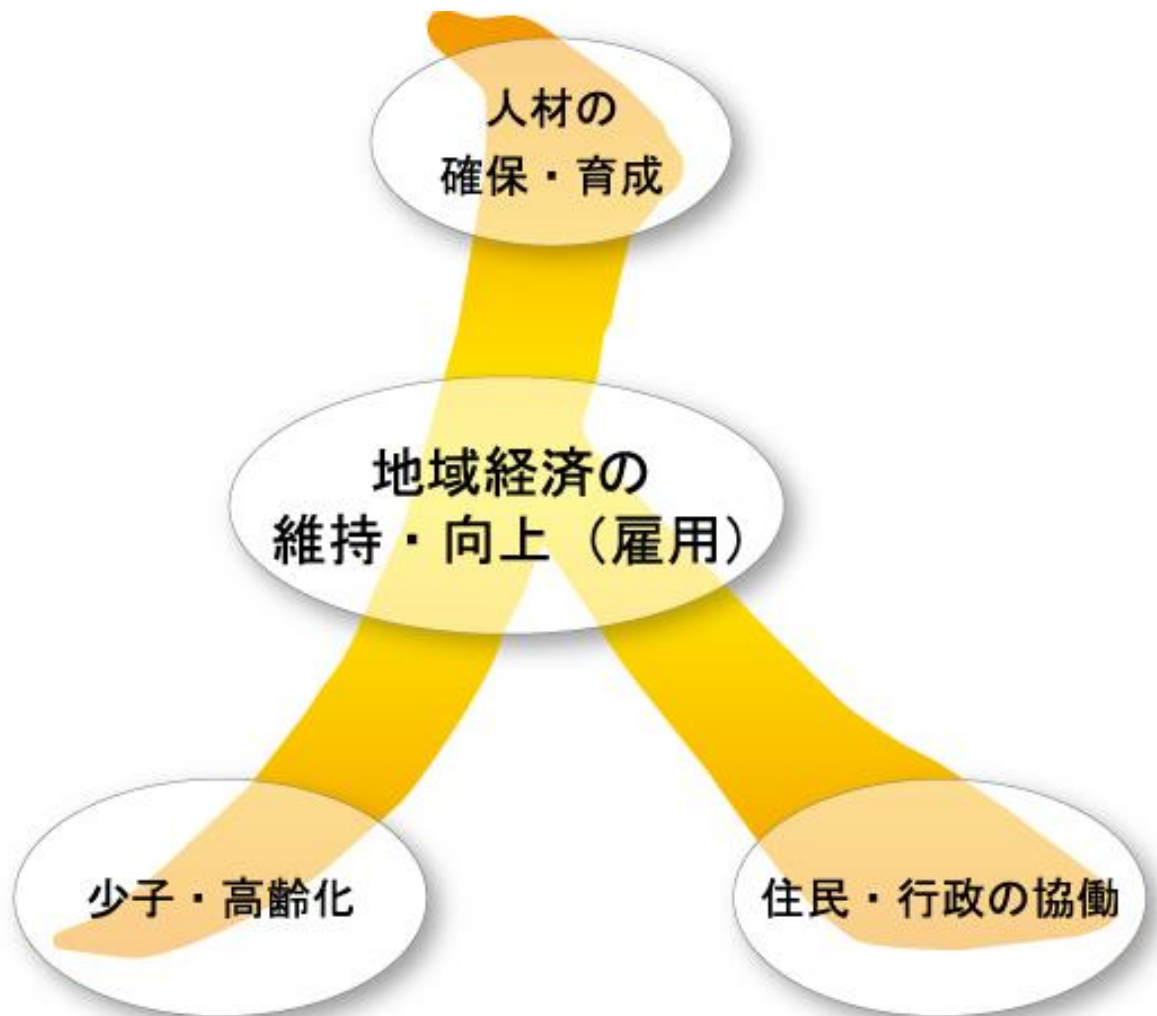 人材の
確保・育成
地域経済の
維持・向上（雇用）
少子・高齢化
住民・行政の協働